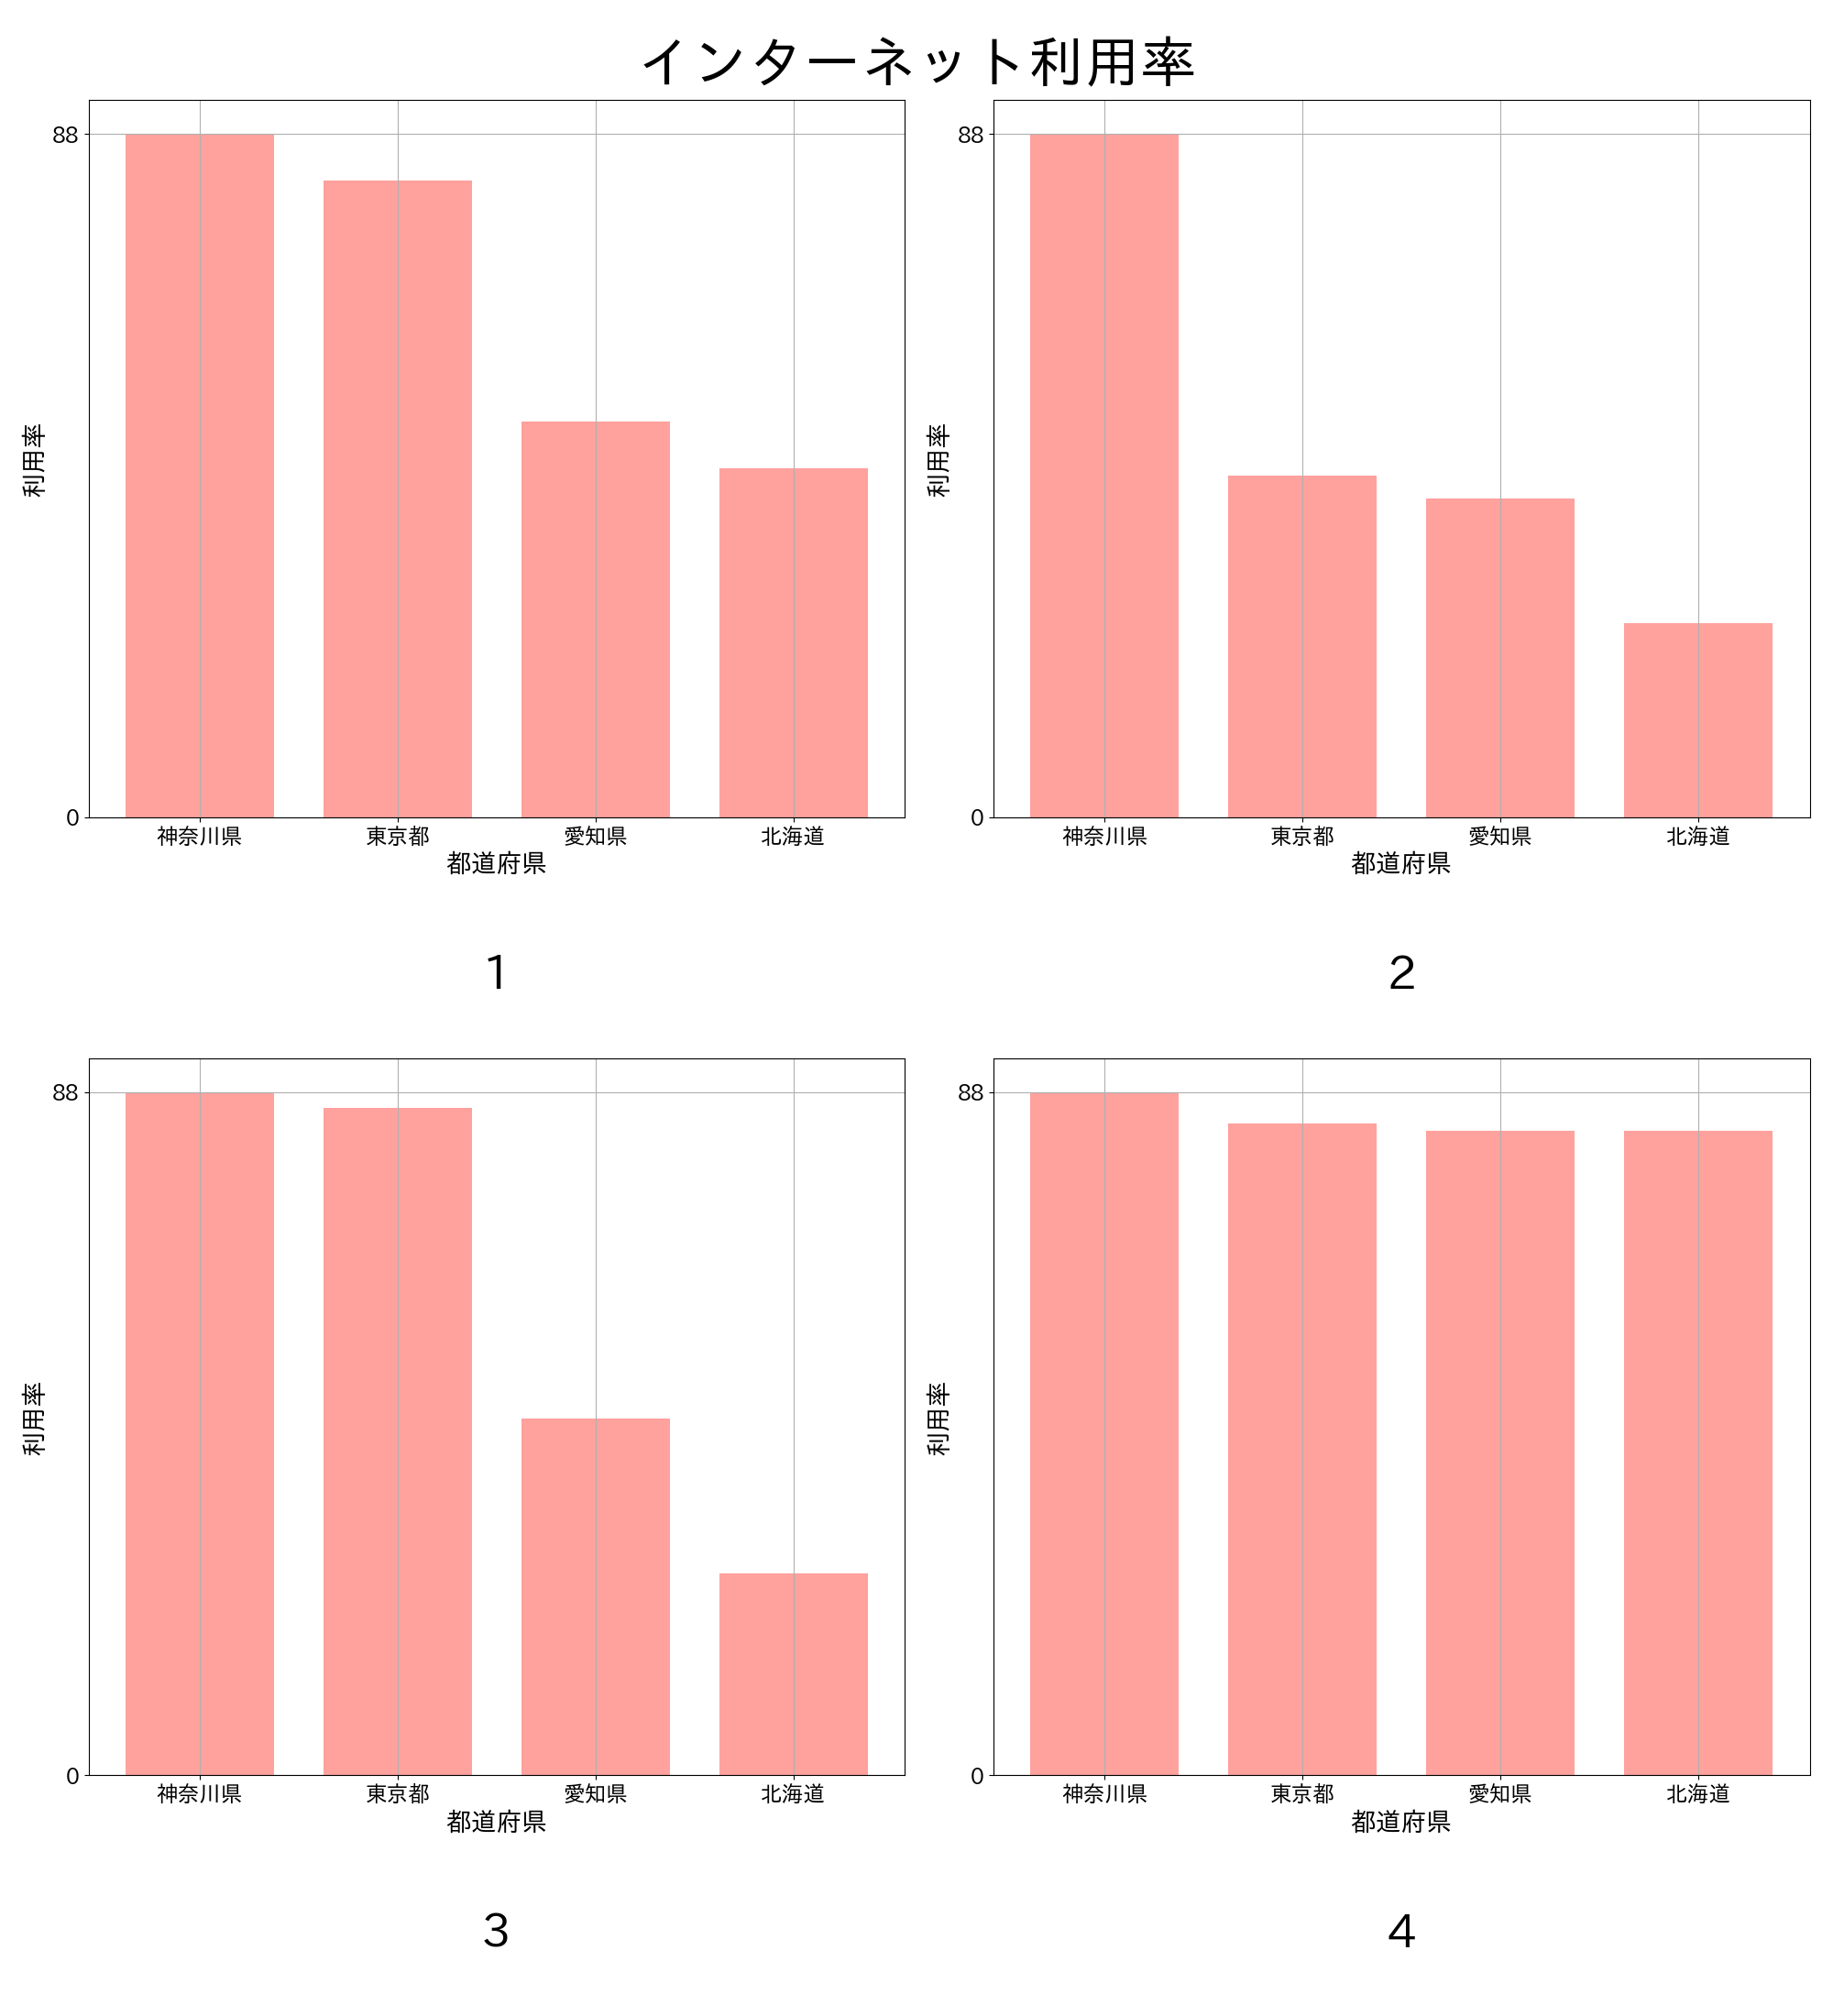 インターネット利用率
88
0
利用率
神奈川県 東京都 愛知県 北海道
都道府県
1
88
0
利用率
神奈川県 東京都 愛知県 北海道
都道府県
2
88
0
利用率
神奈川県 東京都 愛知県 北海道
都道府県
3
88
0
利用率
神奈川県 東京都 愛知県 北海道
都道府県
4